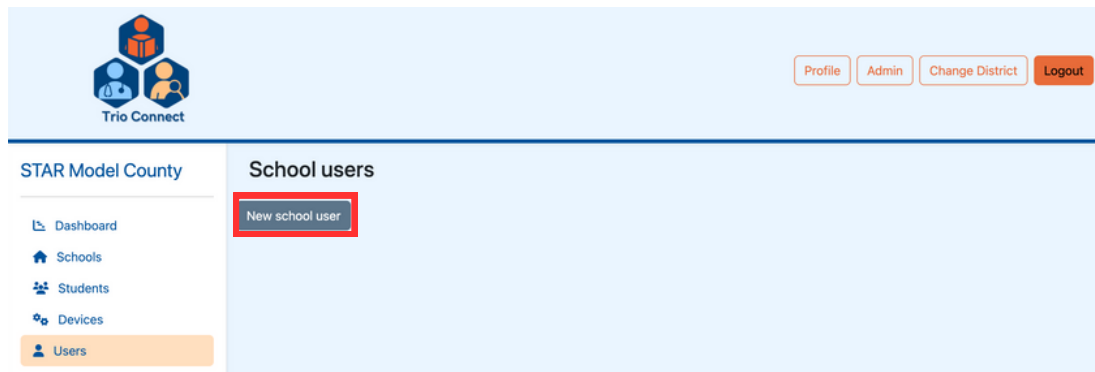 Trio Connect
Profile Admin Change District Logout
STAR Model County
Dashboard
Schools
Students
Devices
Users
School users
New school user